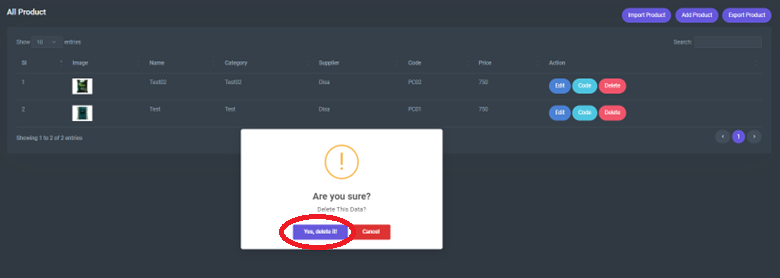 All Product
Import Product Add Product Export Product
Show 10 entries Search:
Sl Image Name Category Supplier Code Price Action
1 Test02 Test02 Oisa PC02 750 Edit Code Delete
2 Test Test Oisa PC01 750 Edit Code Delete
Showing 1 to 2 of 2 entries 1
Are you sure?
Delete This Data?
Yes, delete it! Cancel